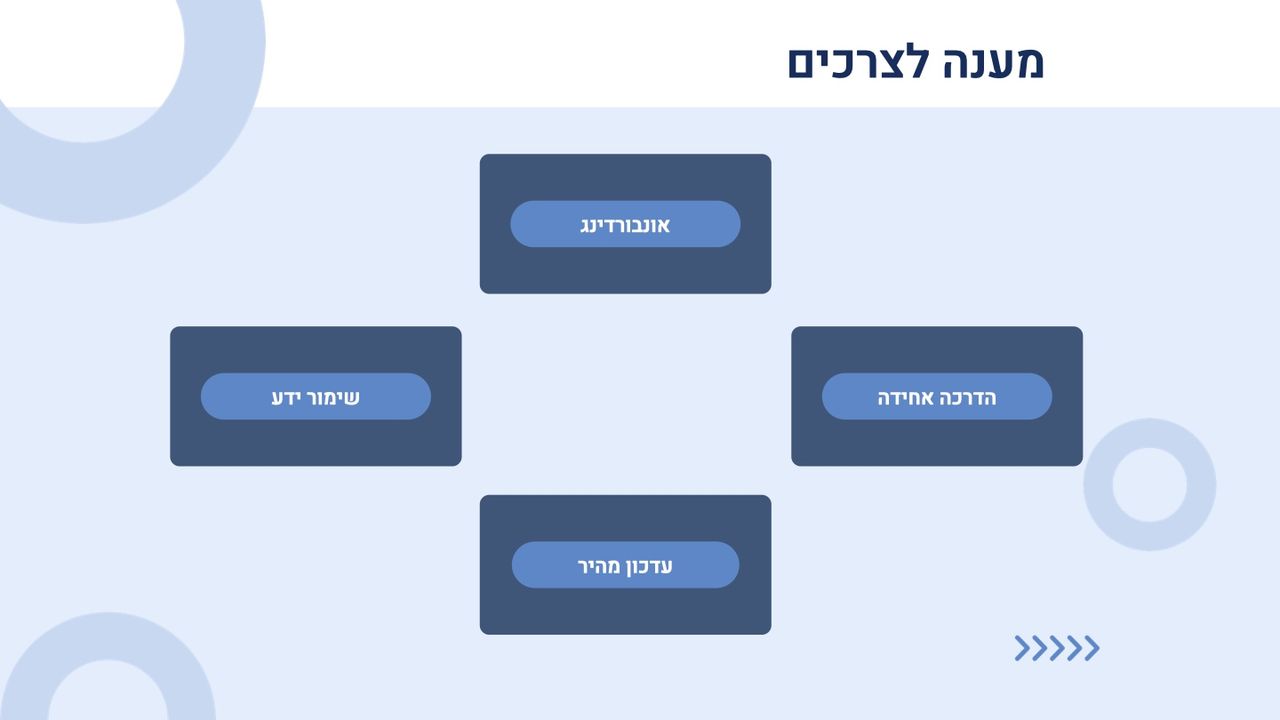 מענה לצרכים
אונבורדינג
הדרכה אחידה
שימור ידע
עדכון מהיר